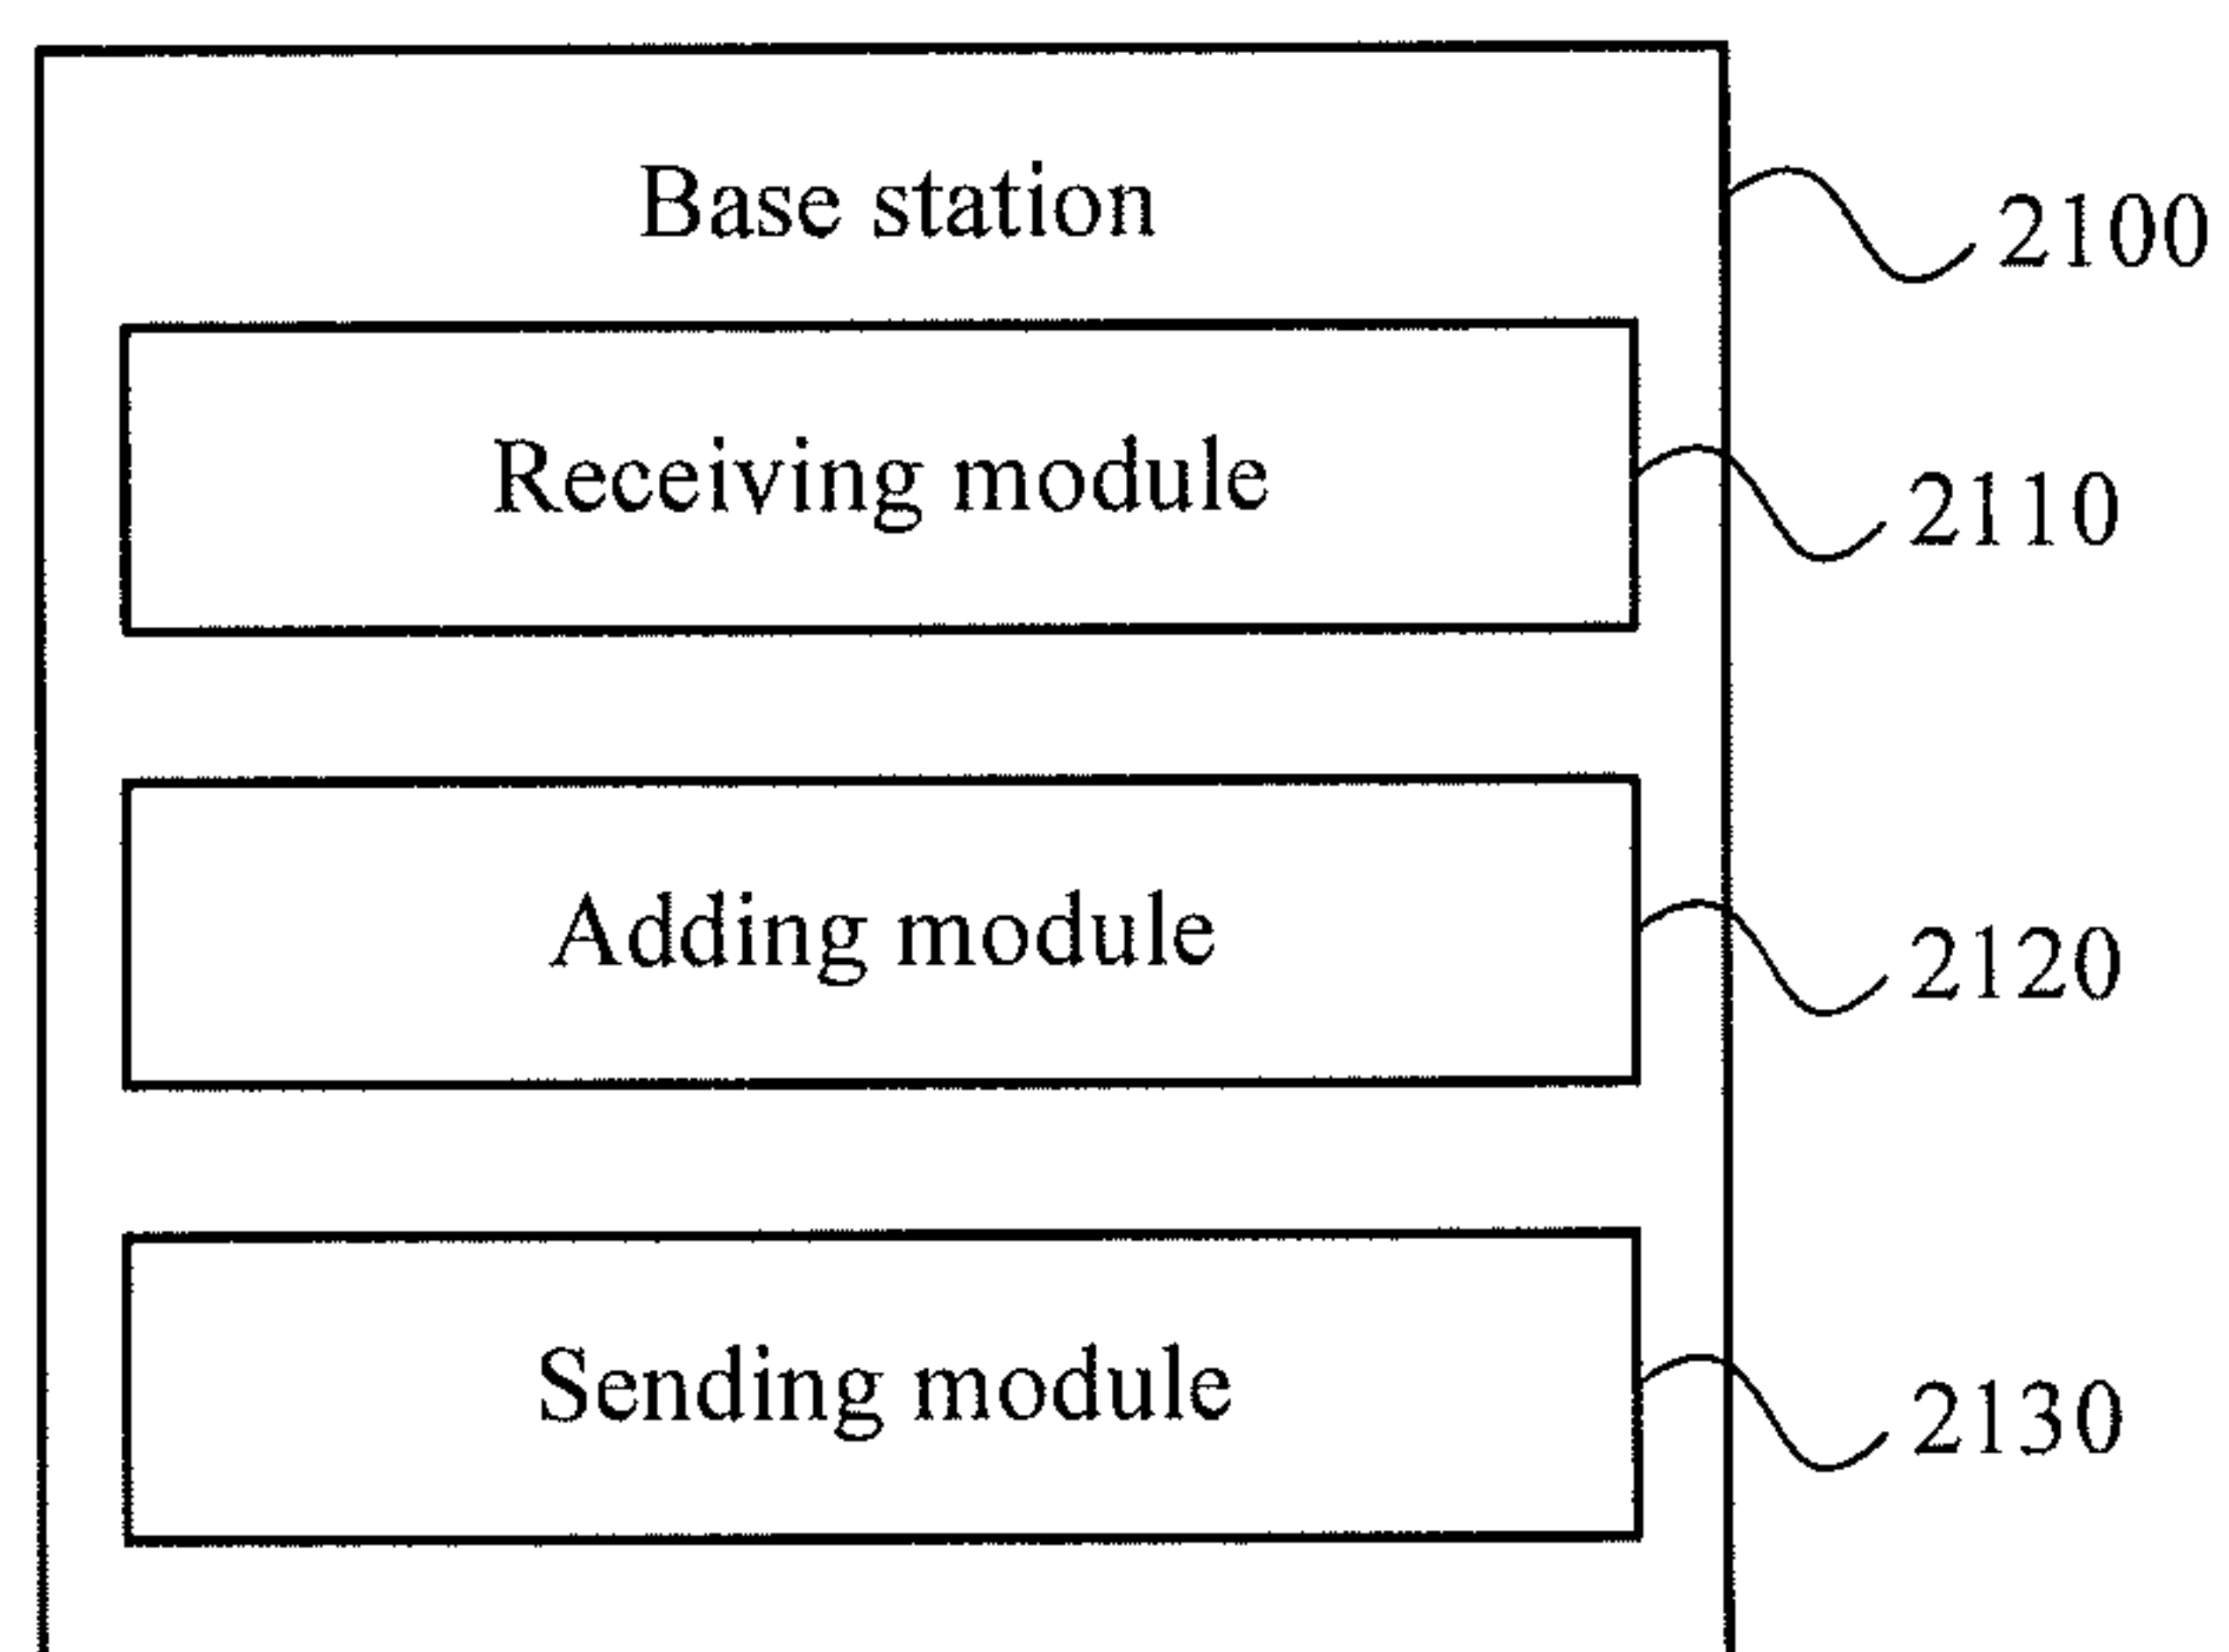 Base station
2100
Receiving module
2110
Adding module
2120
Sending module
2130